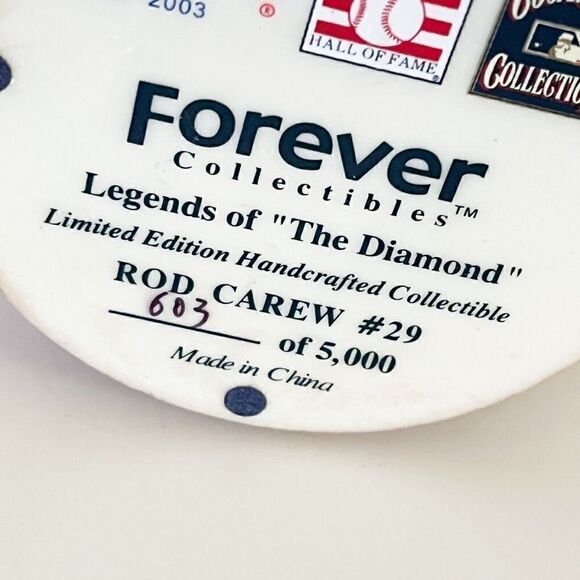 2003 ®
HALL OF FAME
COLLECTIO
Forever
Collectibles™
Legends of "The Diamond"
Limited Edition Handcrafted Collectible
ROD CAREW #29
603 of 5,000
Made in China